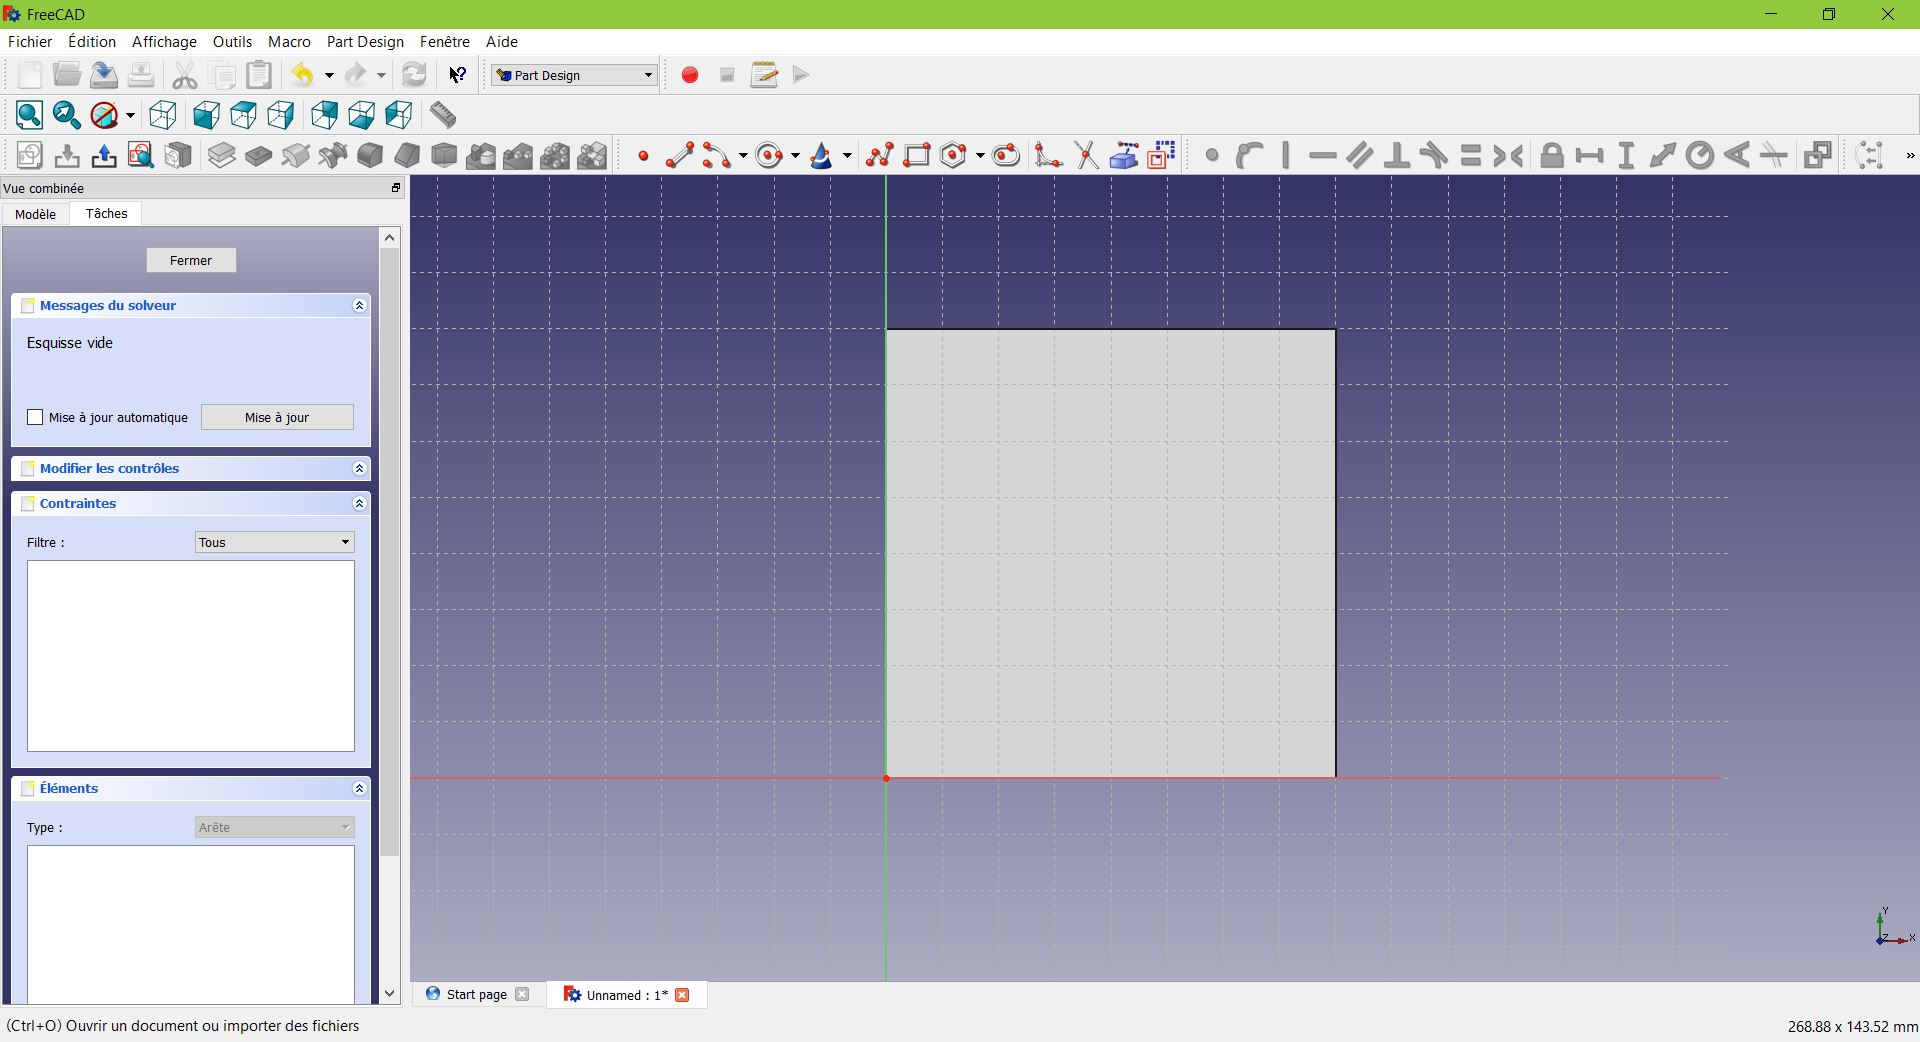 FreeCAD
Fichier Édition Affichage Outils Macro Part Design Fenêtre Aide
Part Design
Vue combinée
Modèle Tâches
Fermer
Messages du solveur
Esquisse vide
Mise à jour automatique Mise à jour
Modifier les contrôles
Contraintes
Filtre : Tous
Éléments
Type : Arête
Y
Z X
Start page Unnamed : 1*
(Ctrl+O) Ouvrir un document ou importer des fichiers 268.88 x 143.52 mm